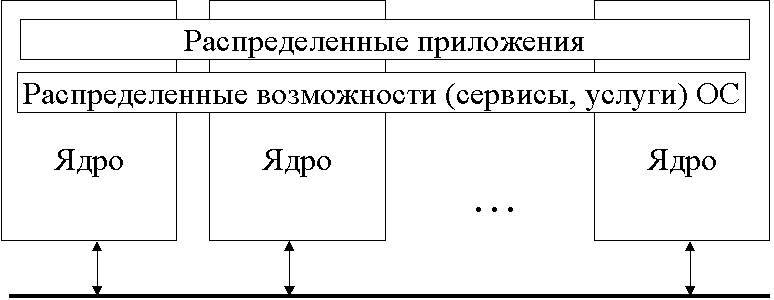 Распределенные приложения
Распределенные возможности (сервисы, услуги) ОС
Ядро Ядро Ядро
...